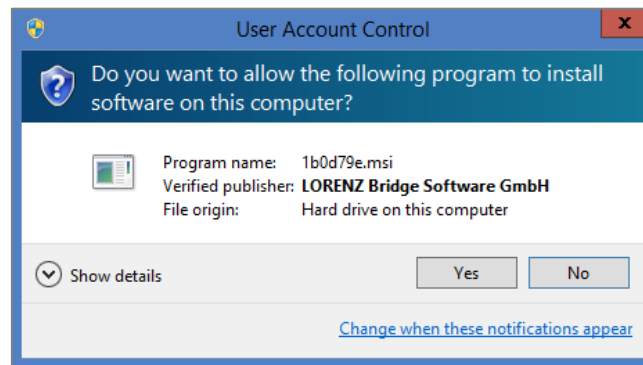 User Account Control
x
Do you want to allow the following program to install
software on this computer?
Program name: 1b0d79e.msi
Verified publisher: LORENZ Bridge Software GmbH
File origin: Hard drive on this computer
Show details
Yes
No
Change when these notifications appear